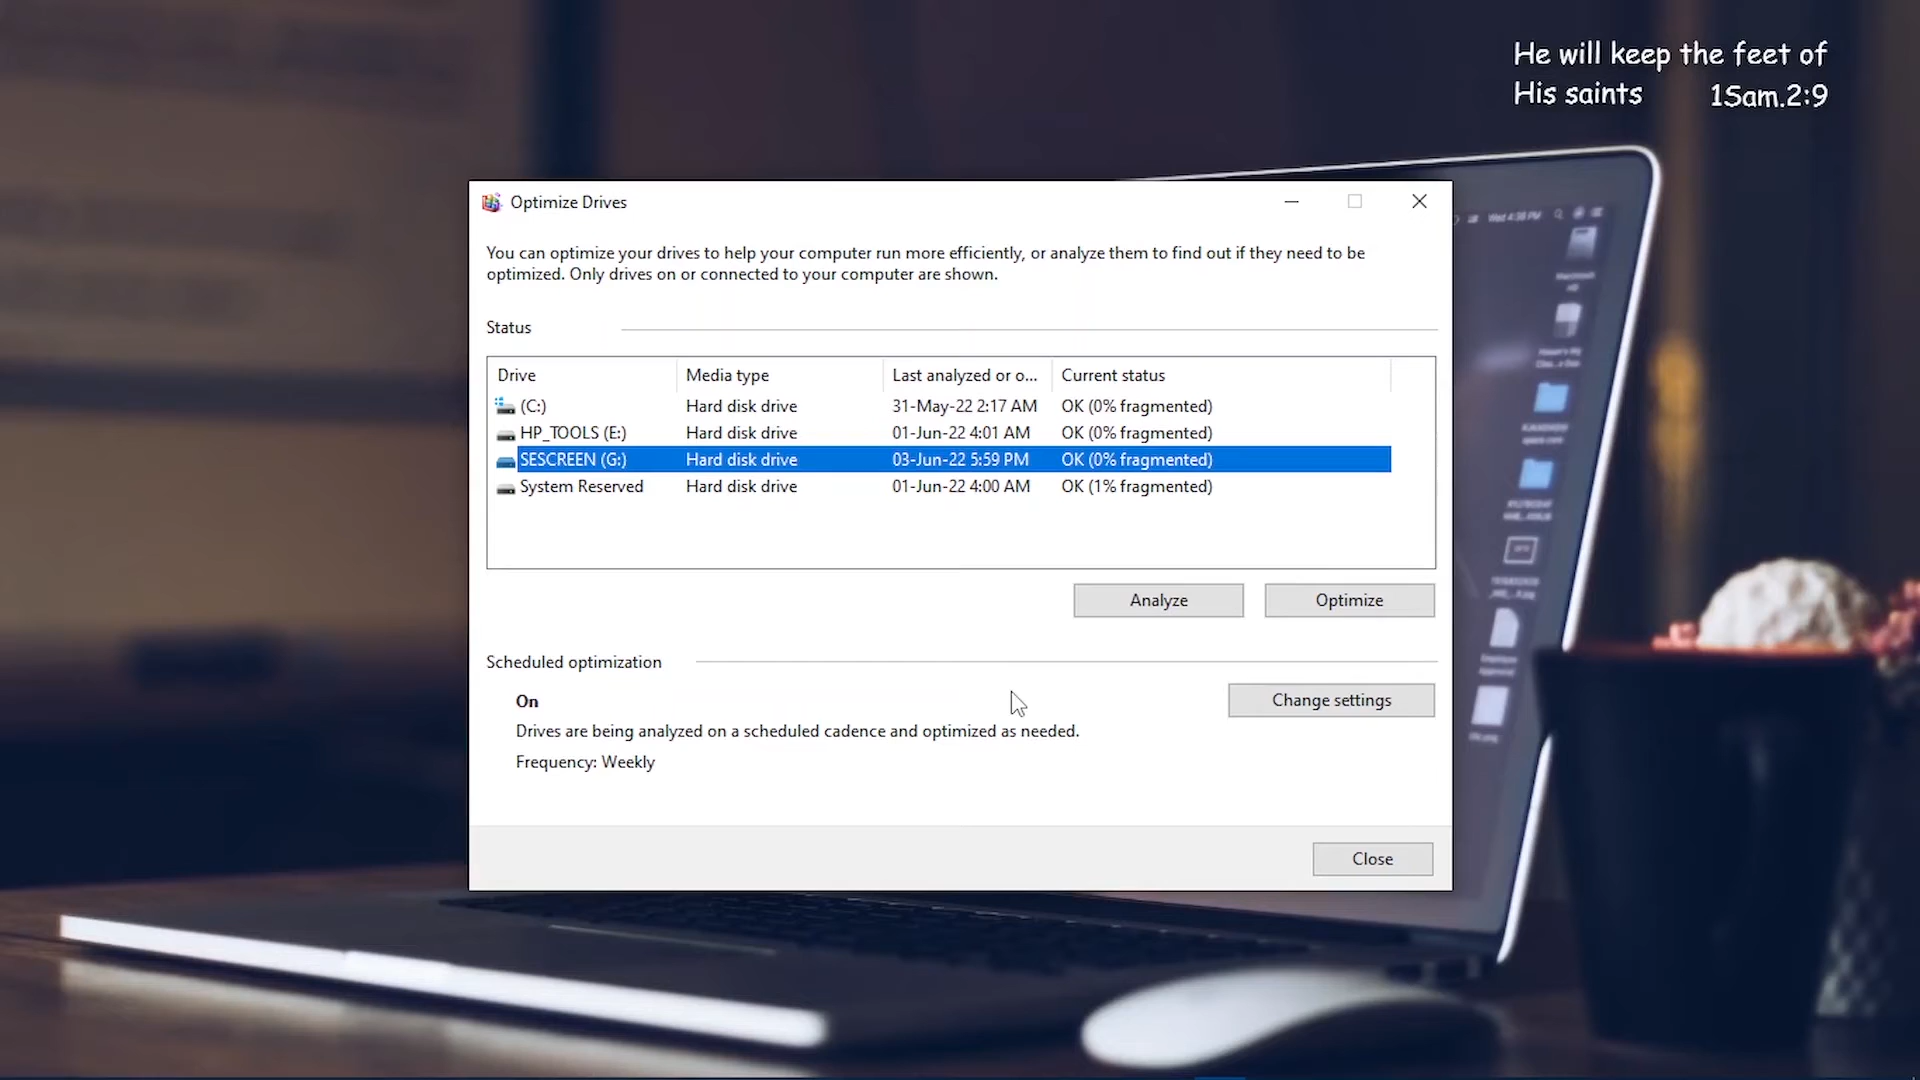 He will keep the feet of
His saints 1Sam.2:9
Optimize Drives
You can optimize your drives to help your computer run more efficiently, or analyze them to find out if they need to be
optimized. Only drives on or connected to your computer are shown.
Status
Drive Media type Last analyzed or o... Current status
(C:) Hard disk drive 31-May-22 2:17 AM OK (0% fragmented)
HP_TOOLS (E:) Hard disk drive 01-Jun-22 4:01 AM OK (0% fragmented)
SESCREEN (G:) Hard disk drive 03-Jun-22 5:59 PM OK (0% fragmented)
System Reserved Hard disk drive 01-Jun-22 4:00 AM OK (1% fragmented)
Analyze Optimize
Scheduled optimization
On
Change settings
Drives are being analyzed on a scheduled cadence and optimized as needed.
Frequency: Weekly
Close
Wed 4:38 PM